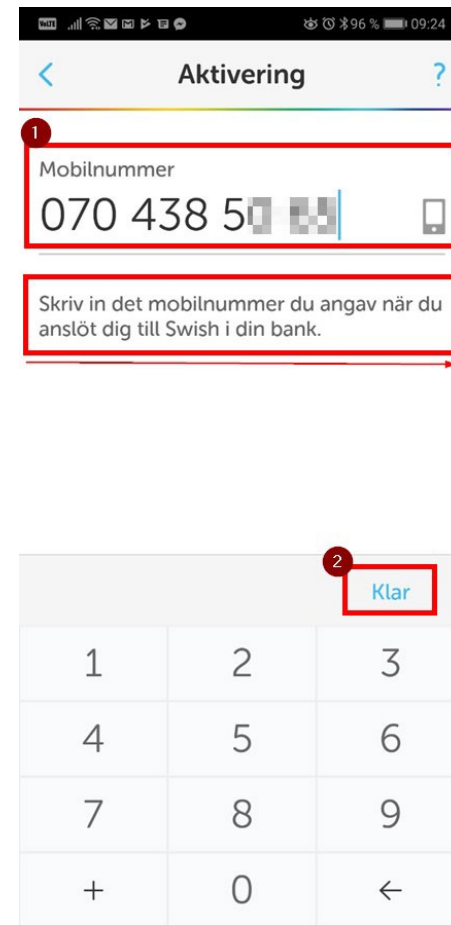 VoLTE 96 % 09:24
Aktivering ?
1
Mobilnummer
070 438 5
Skriv in det mobilnummer du angav när du
anslöt dig till Swish i din bank.
2
Klar
1 2 3
4 5 6
7 8 9
+ 0 ←